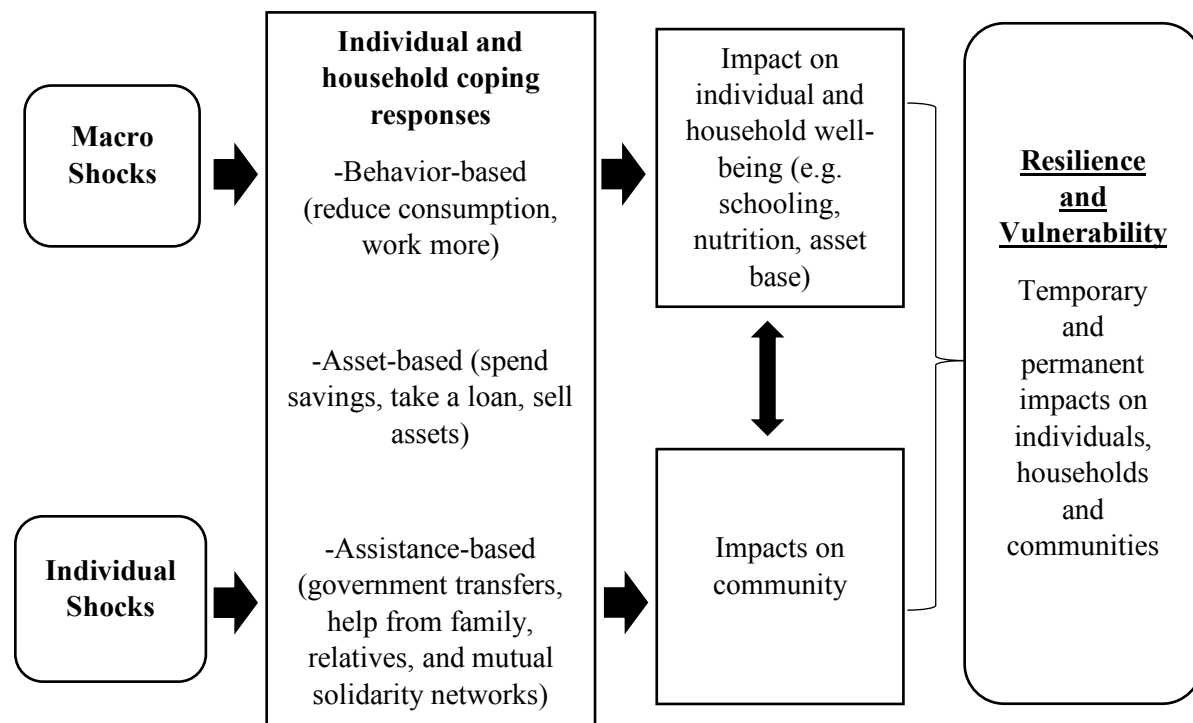 Macro
Shocks
Individual
Shocks
Individual and
household coping
responses
-Behavior-based
(reduce consumption,
work more)
-Asset-based (spend
savings, take a loan, sell
assets)
-Assistance-based
(government transfers,
help from family,
relatives, and mutual
solidarity networks)
Impact on
individual and
household well-
being (e.g.
schooling,
nutrition, asset
base)
Impacts on
community
Resilience
and
Vulnerability
Temporary
and
permanent
impacts on
individuals,
households
and
communities